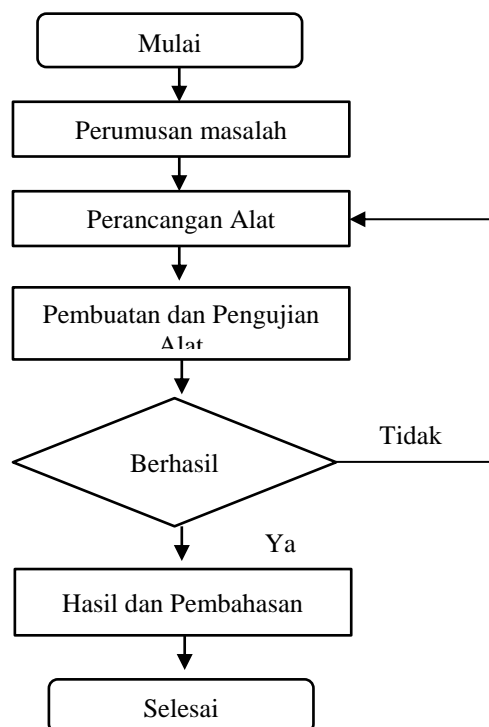 Mulai
Perumusan masalah
Perancangan Alat
Pembuatan dan Pengujian
Alat
Berhasil
Tidak
Ya
Hasil dan Pembahasan
Selesai